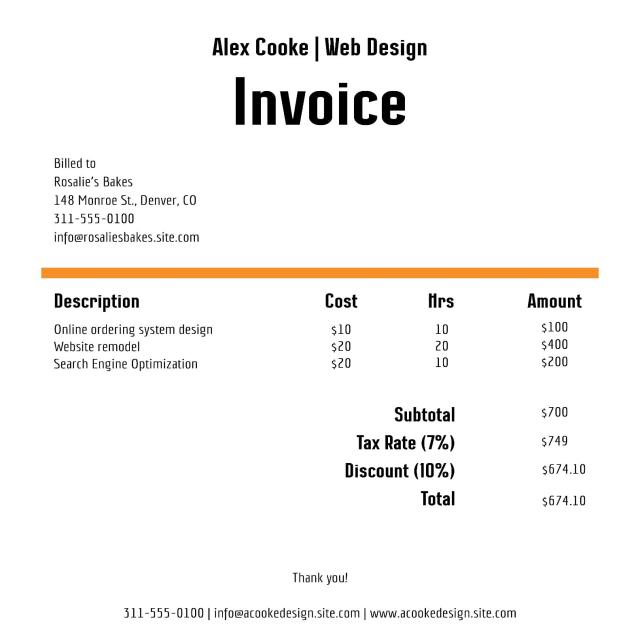 Alex Cooke | Web Design
Invoice
Billed to
Rosalie's Bakes
148 Monroe St., Denver, CO
311-555-0100
info@rosaliesbakes.site.com
Description Cost Hrs Amount
Online ordering system design $10 10 $100
Website remodel $20 20 $400
Search Engine Optimization $20 10 $200
Subtotal $700
Tax Rate (7%) $749
Discount (10%) $674.10
Total $674.10
Thank you!
311-555-0100 | info@acookedesign.site.com | www.acookedesign.site.com